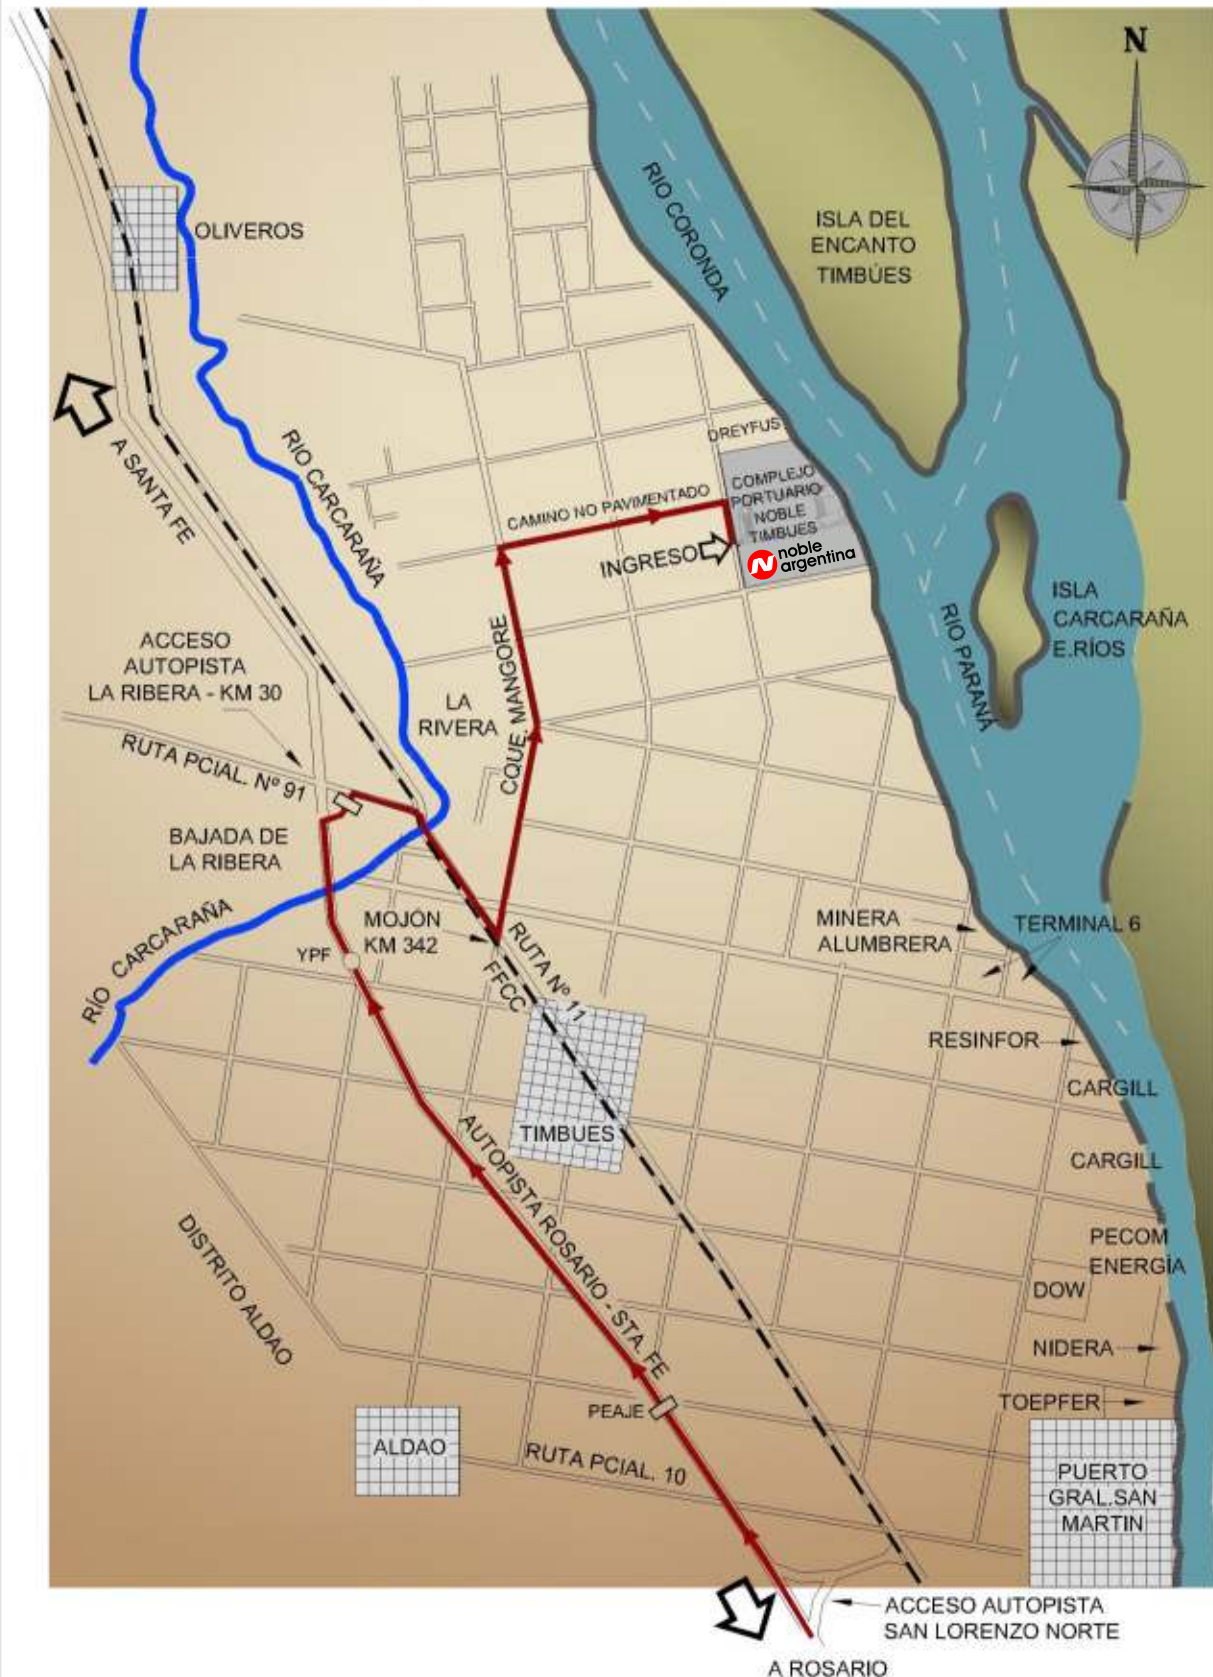 N
RIO CORONDA
ISLA DEL
ENCANTO
TIMBÚES
OLIVEROS
A SANTA FE
RIO CARCARAÑA
DREYFUS
COMPLEJO
PORTUARIO
NOBLE
TIMBUES
noble
argentina
CAMINO NO PAVIMENTADO
INGRESO
ISLA
CARCARAÑA
E.RÍOS
RIO PARANÁ
ACCESO
AUTOPISTA
LA RIBERA - KM 30
LA
RIVERA
CQUE. MANGORE
RUTA PCIAL. Nº 91
BAJADA DE
LA RIBERA
RÍO CARCARAÑA
MOJÓN
KM 342
YPF
RUTA Nº 11
FFCC
MINERA
ALUMBRERA
TERMINAL 6
RESINFOR
CARGILL
TIMBUES
CARGILL
AUTOPISTA ROSARIO - STA. FE
DISTRITO ALDAO
PECOM
ENERGÍA
DOW
NIDERA
TOEPFER
PEAJE
ALDAO
RUTA PCIAL. 10
PUERTO
GRAL.SAN
MARTIN
ACCESO AUTOPISTA
SAN LORENZO NORTE
A ROSARIO